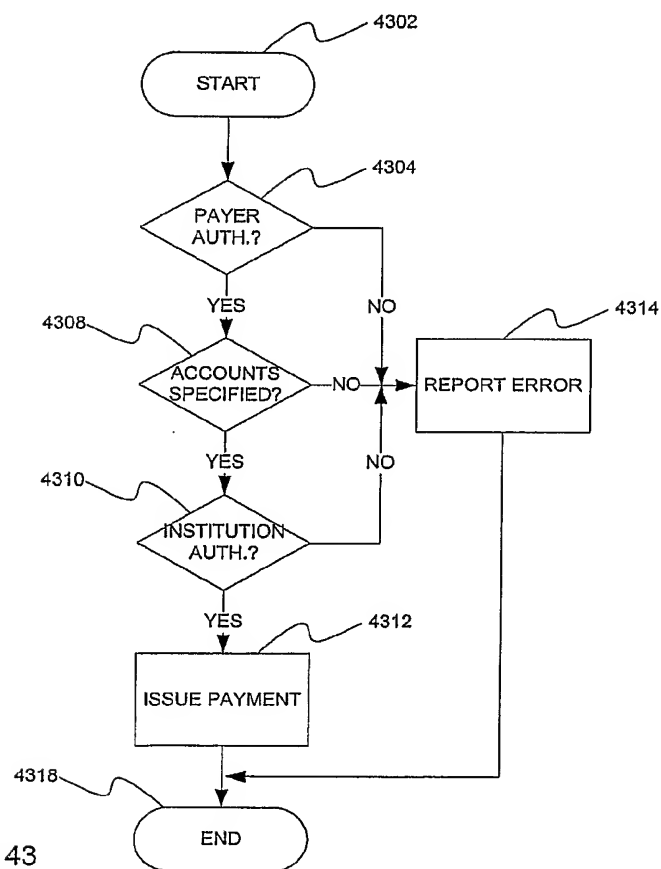 4302
START
4304
PAYER
AUTH.?
YES
NO
4308
4314
ACCOUNTS
SPECIFIED?
NO
REPORT ERROR
YES
NO
4310
INSTITUTION
AUTH.?
YES
4312
ISSUE PAYMENT
4318
END
43